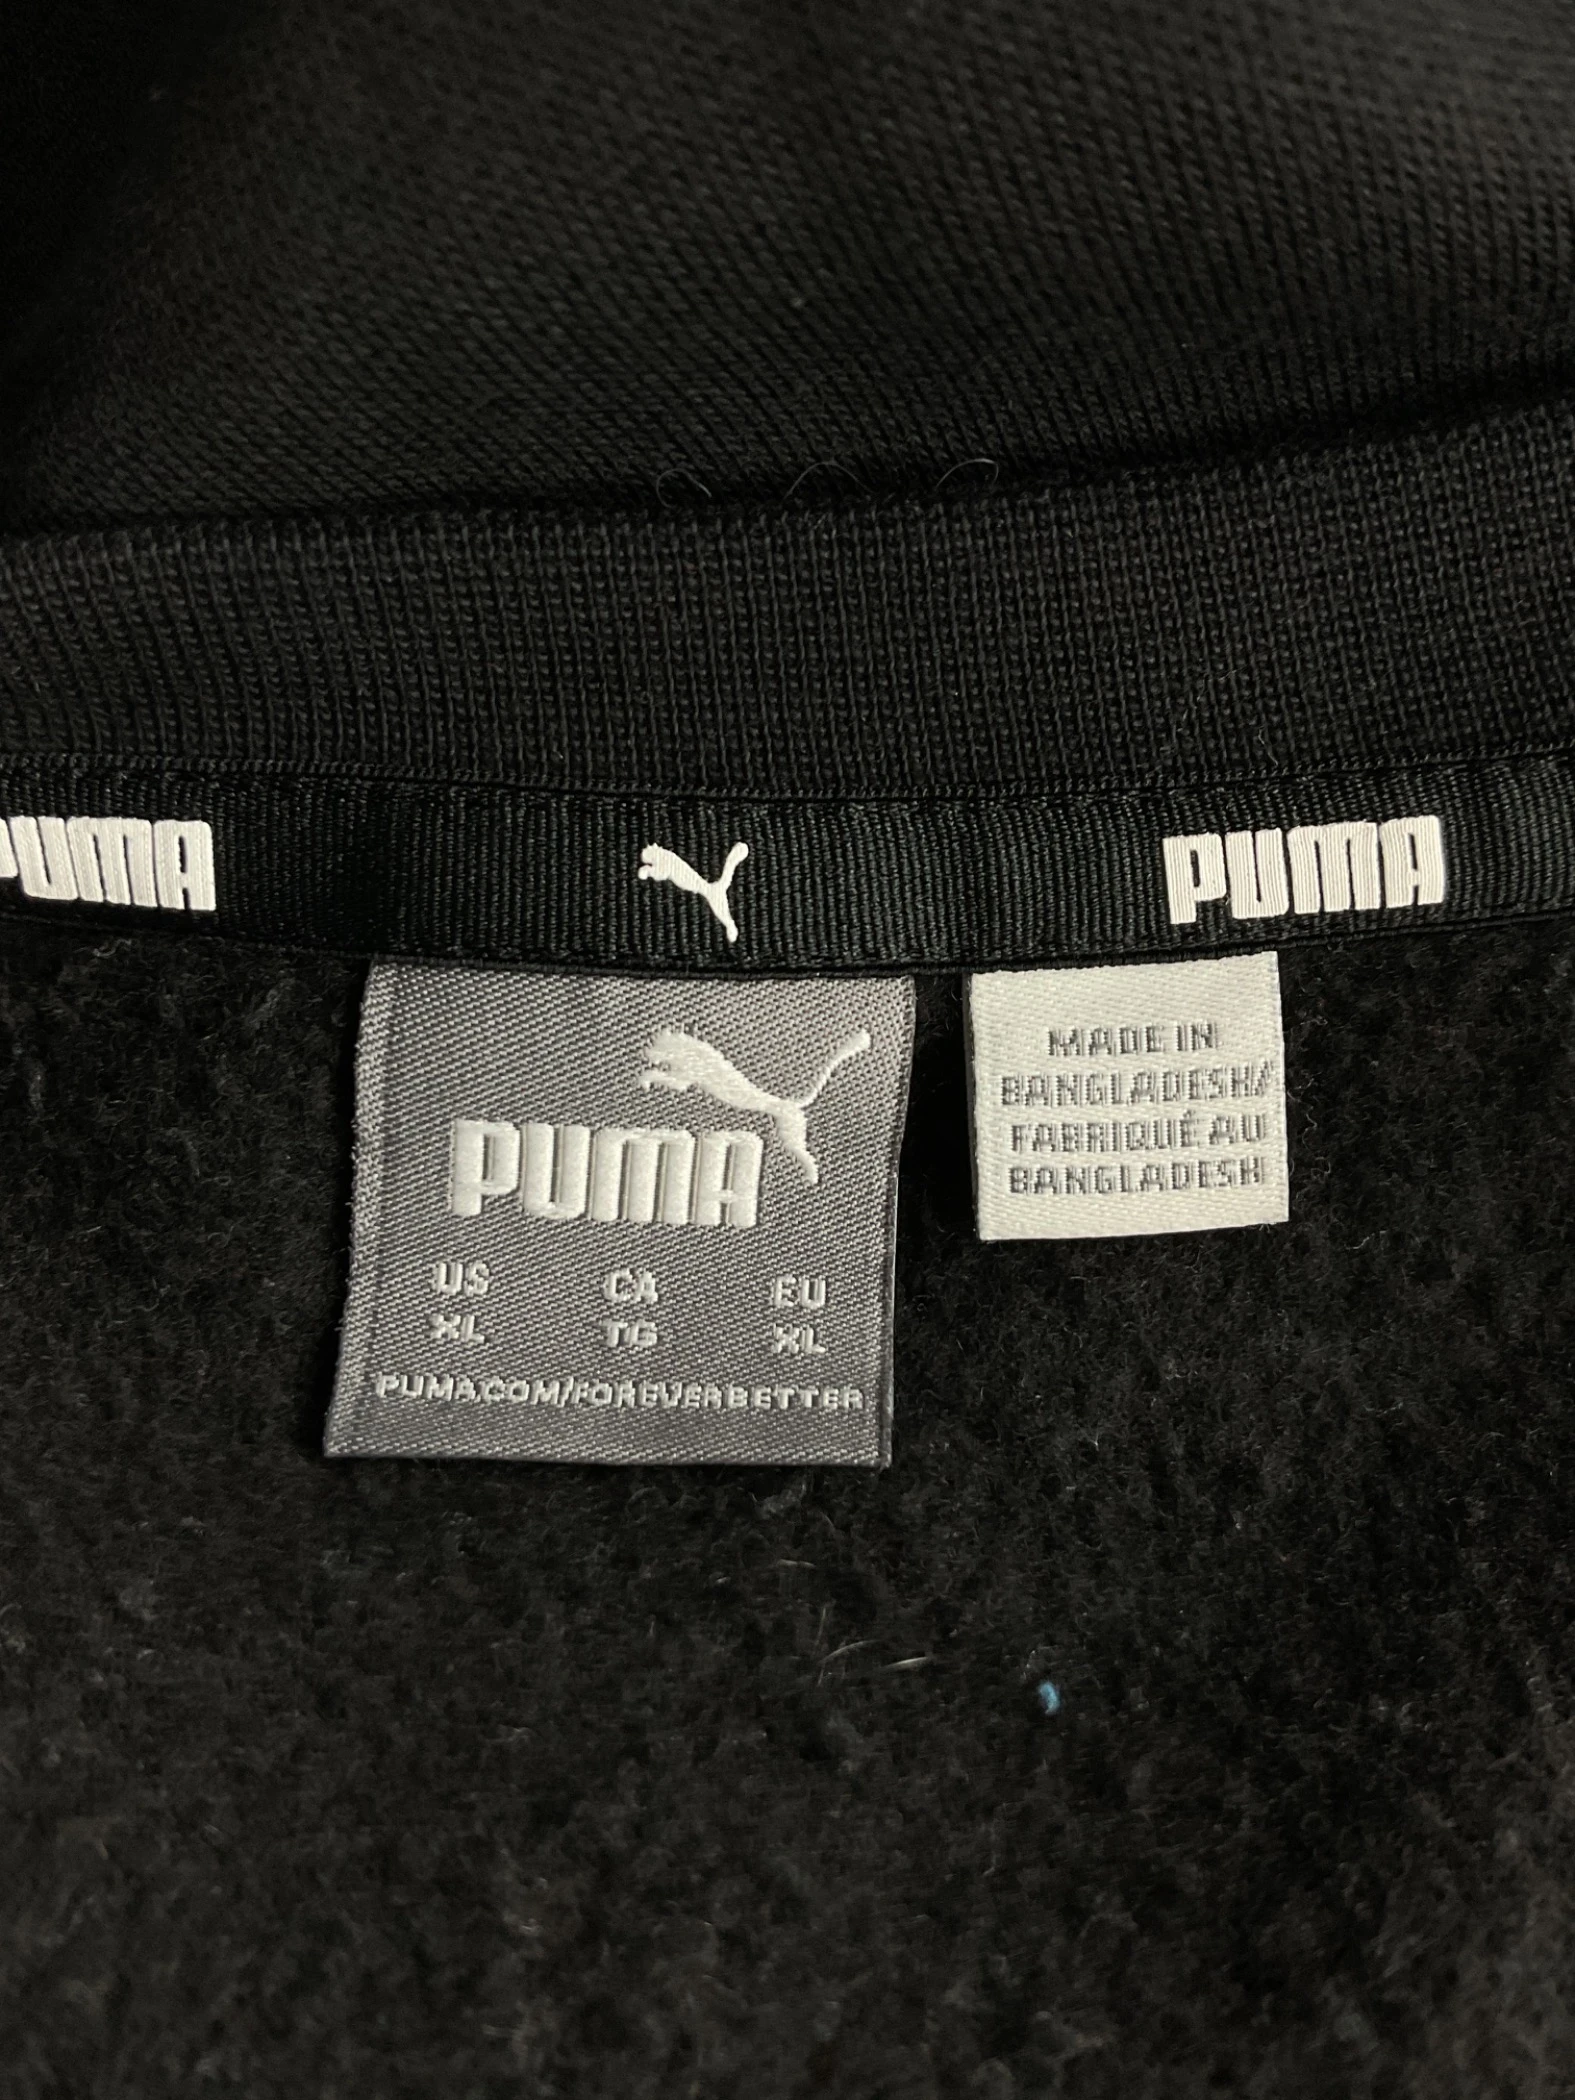 PUMA
PUMA
PUMA
US CA EU
XL TG XL
PUMA.COM/FOREVERBETTER
MADE IN
BANGLADESH/
FABRIQUÉ AU
BANGLADESH